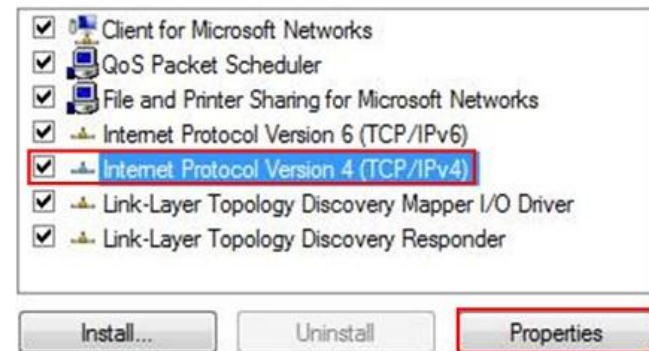 Client for Microsoft Networks
QoS Packet Scheduler
File and Printer Sharing for Microsoft Networks
Internet Protocol Version 6 (TCP/IPv6)
Internet Protocol Version 4 (TCP/IPv4)
Link-Layer Topology Discovery Mapper I/O Driver
Link-Layer Topology Discovery Responder
Install... Uninstall Properties